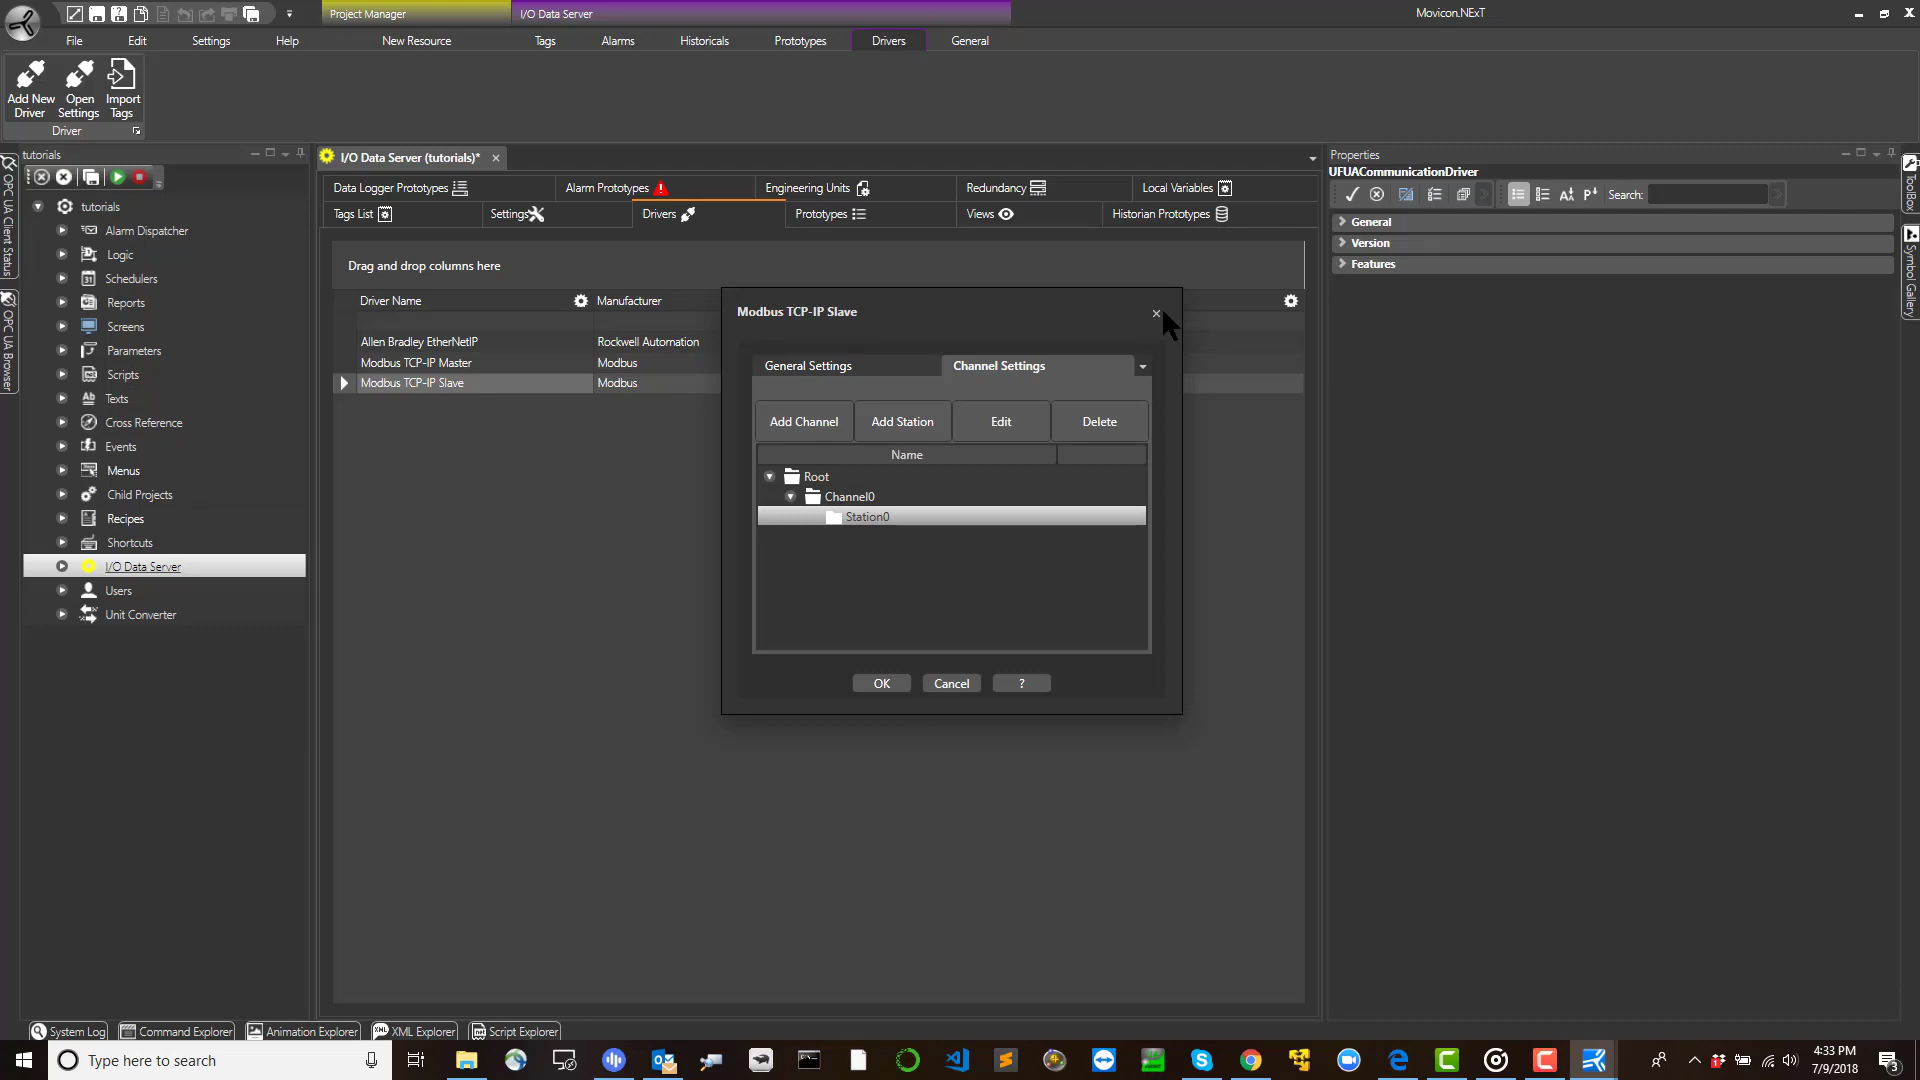 Project Manager
I/O Data Server
Movicon.NExT
File
Edit
Settings
Help
New Resource
Tags
Alarms
Historicals
Prototypes
Drivers
General
Add New Driver
Open Settings
Import Tags
Driver
tutorials
I/O Data Server (tutorials)*
Properties
UFUACommunicationDriver
Search:
General
Version
Features
OPC UA Client Status
OPC UA Browser
ToolBox
Symbol Gallery
tutorials
Alarm Dispatcher
Logic
Schedulers
Reports
Screens
Parameters
Scripts
Texts
Cross Reference
Events
Menus
Child Projects
Recipes
Shortcuts
I/O Data Server
Users
Unit Converter
Data Logger Prototypes
Alarm Prototypes
Engineering Units
Redundancy
Local Variables
Tags List
Settings
Drivers
Prototypes
Views
Historian Prototypes
Drag and drop columns here
Driver Name
Manufacturer
Allen Bradley EtherNetIP
Rockwell Automation
Modbus TCP-IP Master
Modbus
Modbus TCP-IP Slave
Modbus
Modbus TCP-IP Slave
General Settings
Channel Settings
Add Channel
Add Station
Edit
Delete
Name
Root
Channel0
Station0
OK
Cancel
?
System Log
Command Explorer
Animation Explorer
XML Explorer
Script Explorer
Type here to search
4:33 PM
7/9/2018
3